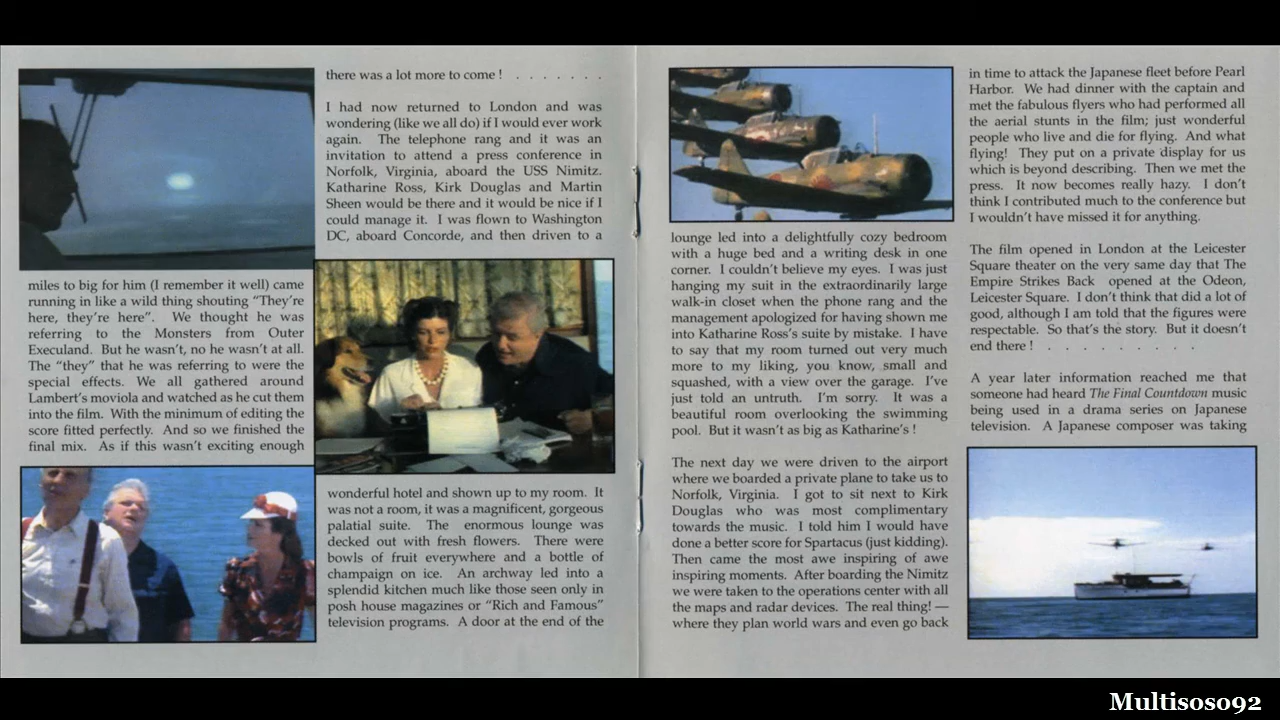 miles to big for him (I remember it well) came
running in like a wild thing shouting “They’re
here, they’re here”. We thought he was
referring to the Monsters from Outer
Execuland. But he wasn’t, no he wasn’t at all.
The “they” that he was referring to were the
special effects. We all gathered around
Lambert’s moviola and watched as he cut them
into the film. With the minimum of editing the
score fitted perfectly. And so we finished the
final mix. As if this wasn’t exciting enough
there was a lot more to come ! . . . . . . .
I had now returned to London and was
wondering (like we all do) if I would ever work
again. The telephone rang and it was an
invitation to attend a press conference in
Norfolk, Virginia, aboard the USS Nimitz.
Katharine Ross, Kirk Douglas and Martin
Sheen would be there and it would be nice if I
could manage it. I was flown to Washington
DC, aboard Concorde, and then driven to a
wonderful hotel and shown up to my room. It
was not a room, it was a magnificent, gorgeous
palatial suite. The enormous lounge was
decked out with fresh flowers. There were
bowls of fruit everywhere and a bottle of
champaign on ice. An archway led into a
splendid kitchen much like those seen only in
posh house magazines or “Rich and Famous”
television programs. A door at the end of the
lounge led into a delightfully cozy bedroom
with a huge bed and a writing desk in one
corner. I couldn’t believe my eyes. I was just
hanging my suit in the extraordinarily large
walk-in closet when the phone rang and the
management apologized for having shown me
into Katharine Ross’s suite by mistake. I have
to say that my room turned out very much
more to my liking, you know, small and
squashed, with a view over the garage. I’ve
just told an untruth. I’m sorry. It was a
beautiful room overlooking the swimming
pool. But it wasn’t as big as Katharine’s !
The next day we were driven to the airport
where we boarded a private plane to take us to
Norfolk, Virginia. I got to sit next to Kirk
Douglas who was most complimentary
towards the music. I told him I would have
done a better score for Spartacus (just kidding).
Then came the most awe inspiring of awe
inspiring moments. After boarding the Nimitz
we were taken to the operations center with all
the maps and radar devices. The real thing! —
where they plan world wars and even go back
in time to attack the Japanese fleet before Pearl
Harbor. We had dinner with the captain and
met the fabulous flyers who had performed all
the aerial stunts in the film; just wonderful
people who live and die for flying. And what
flying! They put on a private display for us
which is beyond describing. Then we met the
press. It now becomes really hazy. I don’t
think I contributed much to the conference but
I wouldn’t have missed it for anything.
The film opened in London at the Leicester
Square theater on the very same day that The
Empire Strikes Back opened at the Odeon,
Leicester Square. I don’t think that did a lot of
good, although I am told that the figures were
respectable. So that’s the story. But it doesn’t
end there ! . . . . . . . . .
A year later information reached me that
someone had heard The Final Countdown music
being used in a drama series on Japanese
television. A Japanese composer was taking
Multisoso92